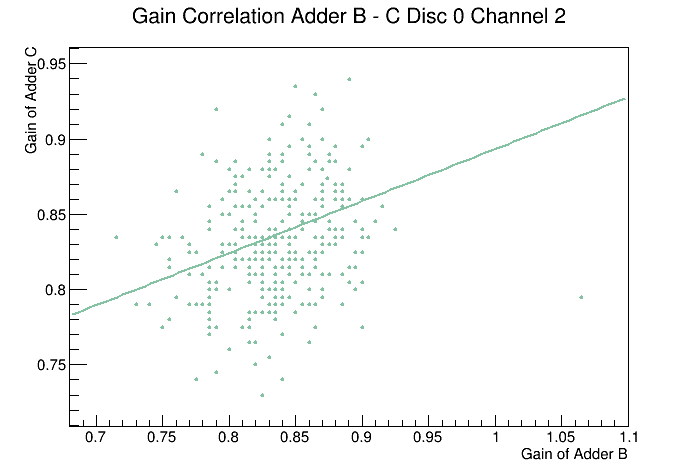 Gain Correlation Adder B - C Disc 0 Channel 2
Gain of Adder C
0.95
0.9
0.85
0.8
0.75
0.7 0.75 0.8 0.85 0.9 0.95 1 1.05 1.1
Gain of Adder B